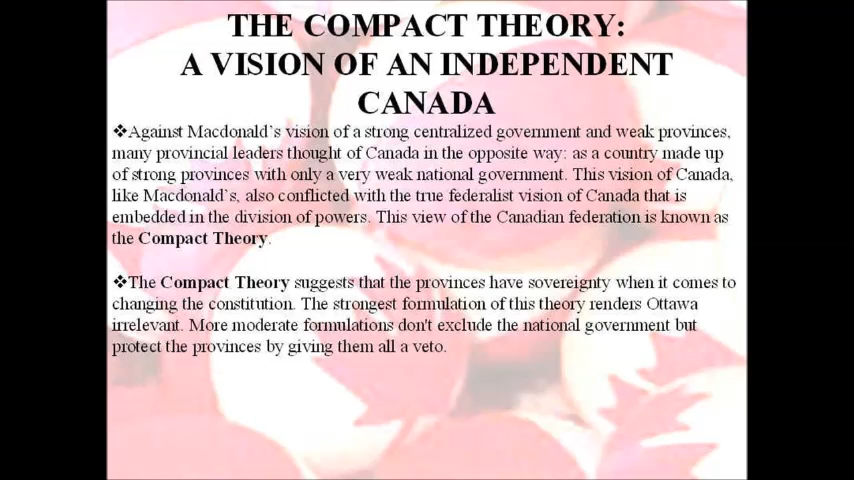 THE COMPACT THEORY:
A VISION OF AN INDEPENDENT
CANADA
❖Against Macdonald's vision of a strong centralized government and weak provinces,
many provincial leaders thought of Canada in the opposite way: as a country made up
of strong provinces with only a very weak national government. This vision of Canada,
like Macdonald's, also conflicted with the true federalist vision of Canada that is
embedded in the division of powers. This view of the Canadian federation is known as
the Compact Theory.
❖The Compact Theory suggests that the provinces have sovereignty when it comes to
changing the constitution. The strongest formulation of this theory renders Ottawa
irrelevant. More moderate formulations don't exclude the national government but
protect the provinces by giving them all a veto.